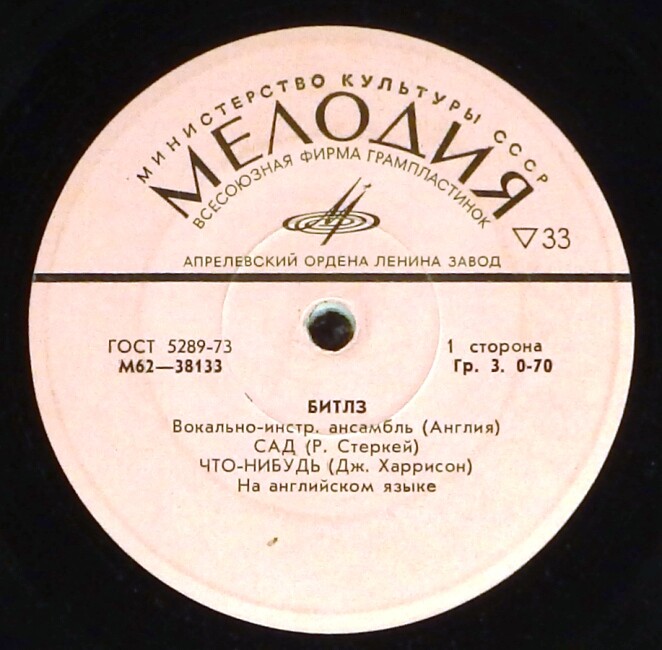 МИНИСТЕРСТВО КУЛЬТУРЫ СССР
МЕЛОДИЯ
ВСЕСОЮЗНАЯ ФИРМА ГРАМПЛАСТИНОК
33
АПРЕЛЕВСКИЙ ОРДЕНА ЛЕНИНА ЗАВОД
ГОСТ 5289-73
1 сторона
М62—38133
Гр. 3. 0-70
БИТЛЗ
Вокально-инстр. ансамбль (Англия)
САД (Р. Стеркей)
ЧТО-НИБУДЬ (Дж. Харрисон)
На английском языке